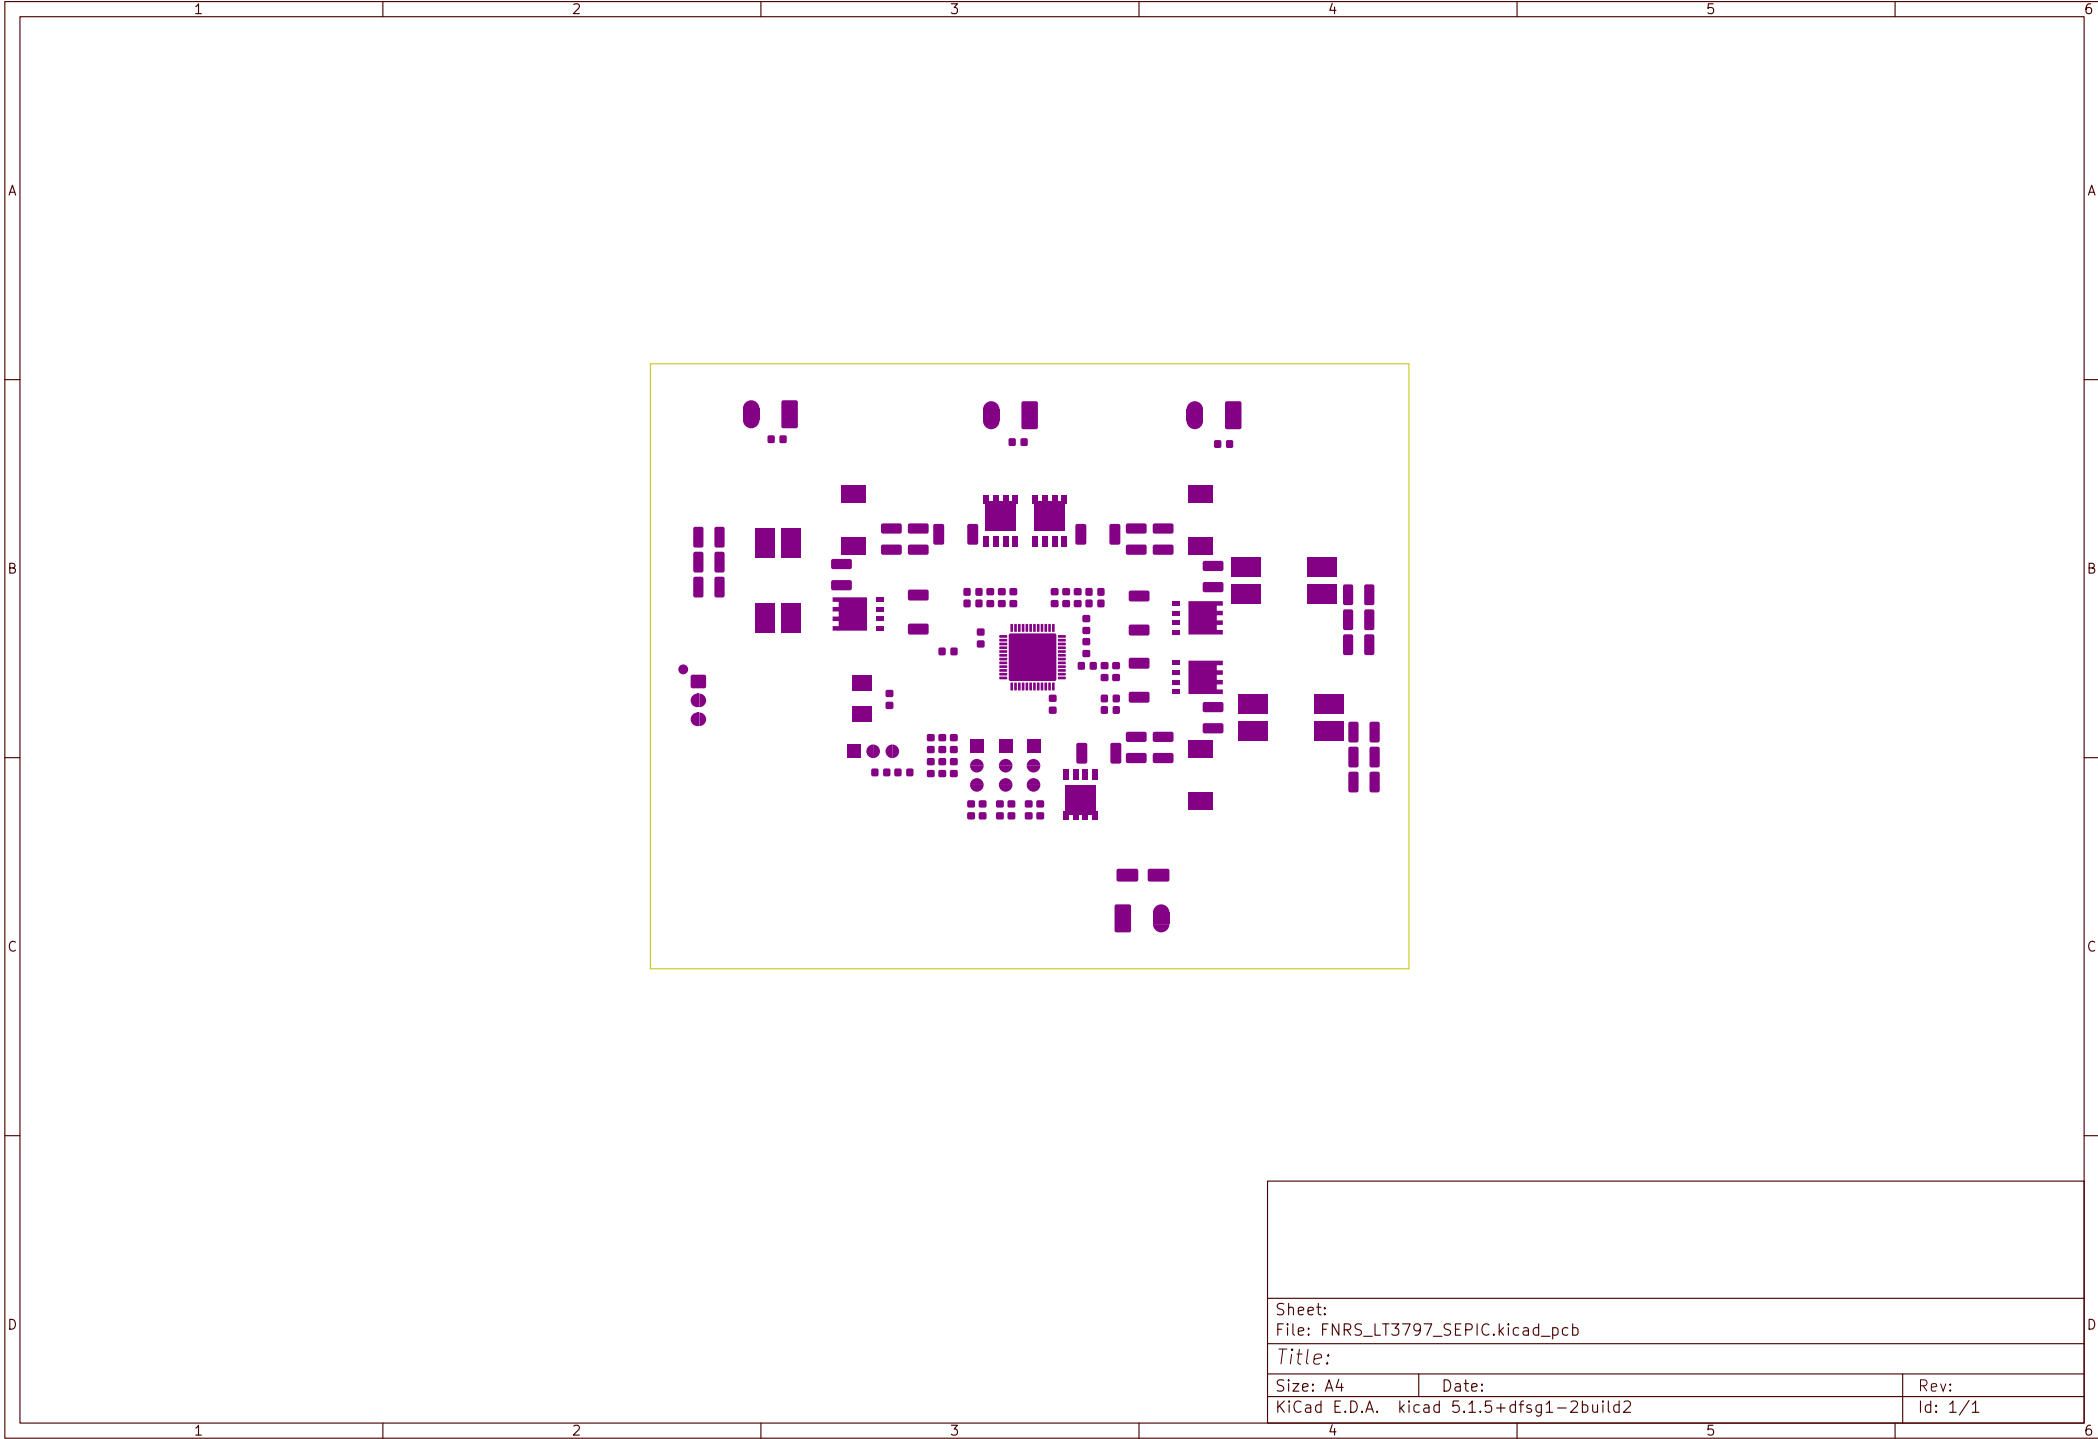 1 2 3 4 5 6
A A
B B
C C
D D
Sheet:
File: FNRS_LT3797_SEPIC.kicad_pcb
Title:
Size: A4 Date: Rev:
KiCad E.D.A. kicad 5.1.5+dfsg1-2build2 Id: 1/1
1 2 3 4 5 6